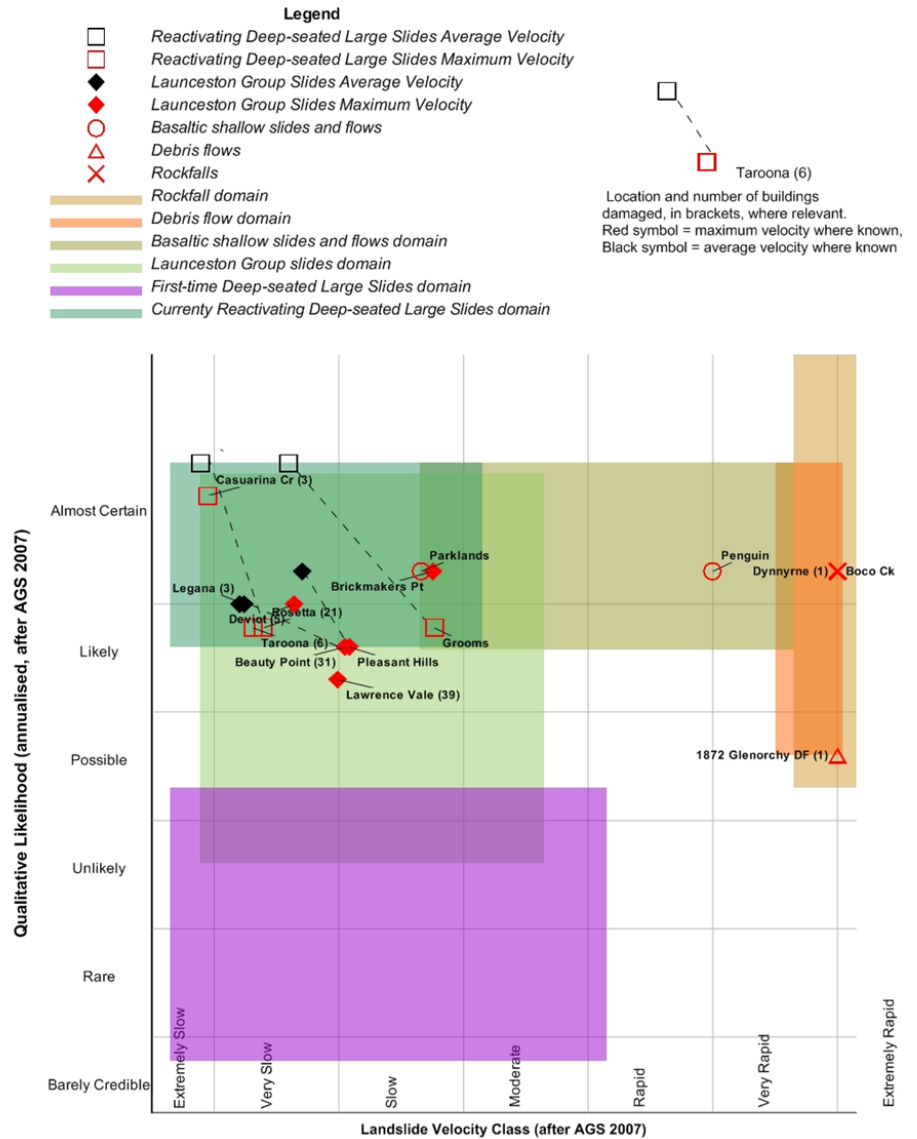 Legend
Reactivating Deep-seated Large Slides Average Velocity
Reactivating Deep-seated Large Slides Maximum Velocity
Launceston Group Slides Average Velocity
Launceston Group Slides Maximum Velocity
Basaltic shallow slides and flows
Debris flows
Rockfalls
Rockfall domain
Debris flow domain
Basaltic shallow slides and flows domain
Launceston Group slides domain
First-time Deep-seated Large Slides domain
Currenty Reactivating Deep-seated Large Slides domain
Taroona (6)
Location and number of buildings
damaged, in brackets, where relevant.
Red symbol = maximum velocity where known,
Black symbol = average velocity where known
Qualitative Likelihood (annualised, after AGS 2007)
Almost Certain
Likely
Possible
Unlikely
Rare
Barely Credible
Casuarina Cr (3)
Parklands
Brickmakers Pt
Penguin
Dynnyrne (1)
Boco Ck
Legana (3)
Rosetta (21)
Deviot (5)
Taroona (6)
Grooms
Beauty Point (31)
Pleasant Hills
Lawrence Vale (39)
1872 Glenorchy DF (1)
Extremely Slow
Very Slow
Slow
Moderate
Rapid
Very Rapid
Extremely Rapid
Landslide Velocity Class (after AGS 2007)